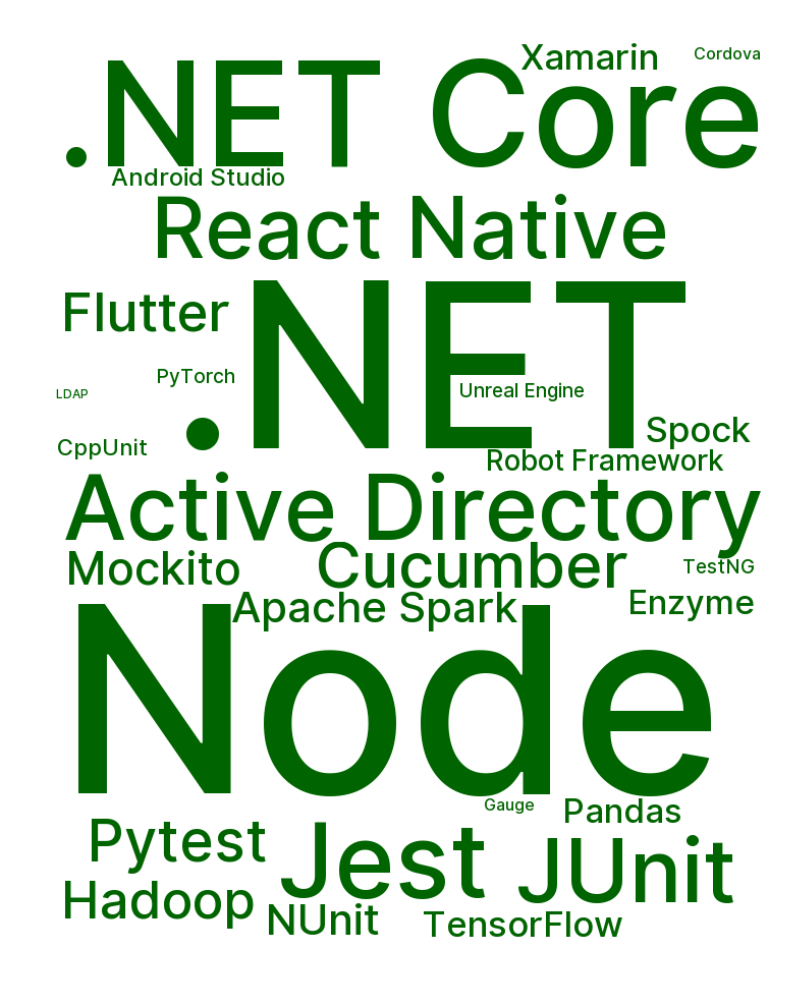 Xamarin
Cordova
.NET Core
Android Studio
React Native
Flutter
.NET
PyTorch
Unreal Engine
LDAP
Spock
CppUnit
Robot Framework
Active Directory
Mockito
Cucumber
TestNG
Apache Spark
Enzyme
Node
Gauge
Pandas
Pytest
Jest
JUnit
Hadoop
NUnit
TensorFlow